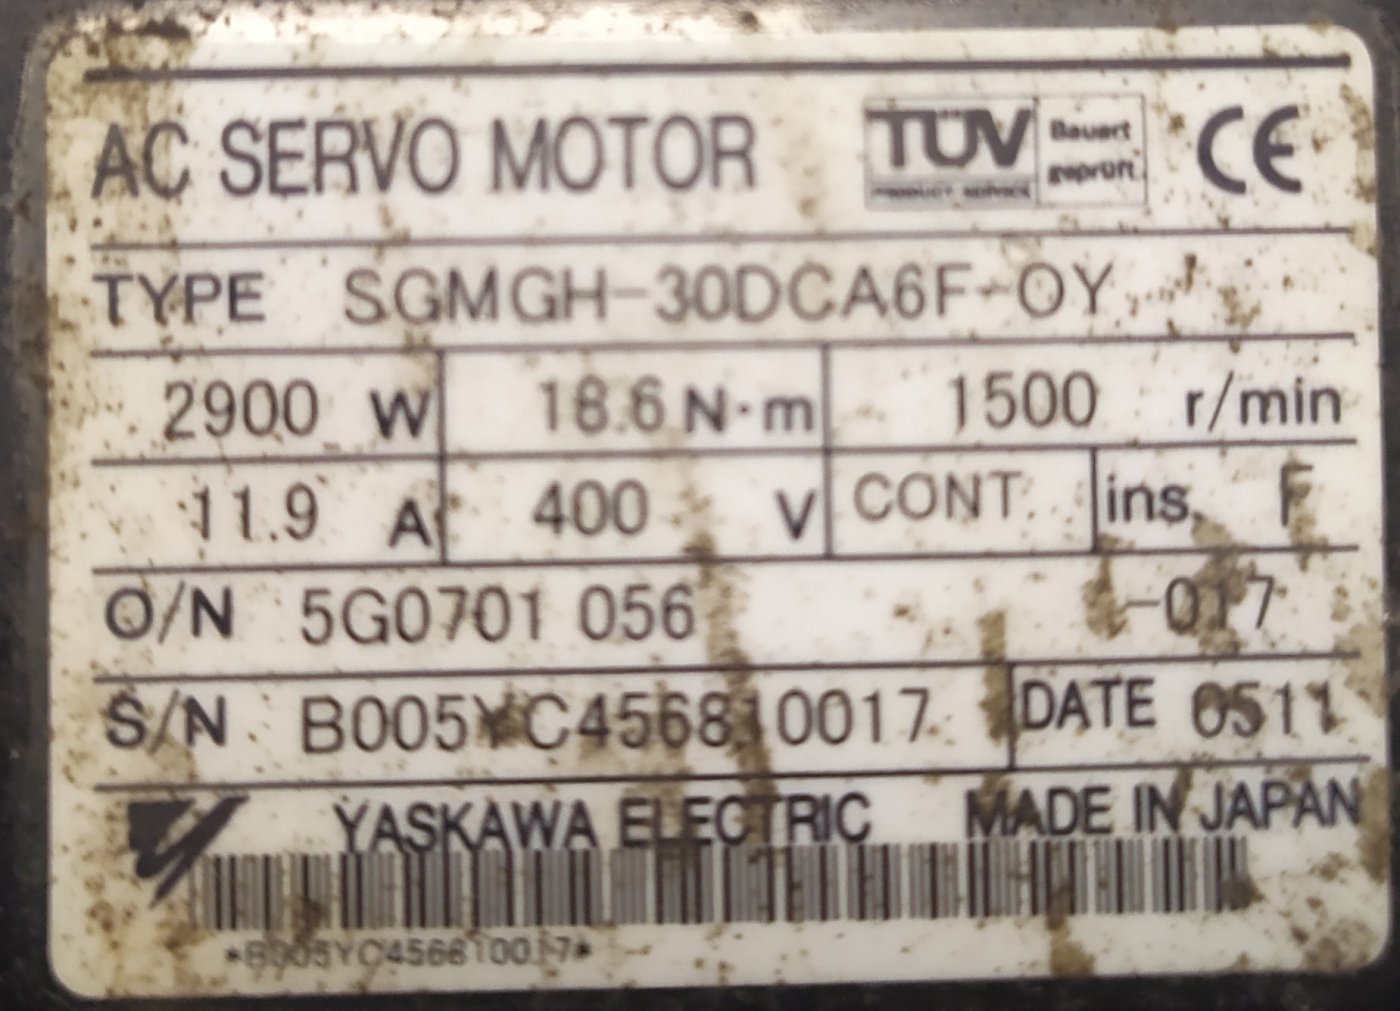 AC SERVO MOTOR TÜV PRODUCT SERVICE Bauart geprüft CE
TYPE SGMGH-30DCA6F-OY
2900 W 18.6 N·m 1500 r/min
11.9 A 400 V CONT. ins. F
O/N 5G0701 056 -017
S/N B005YC456810017 DATE 0511
YASKAWA ELECTRIC MADE IN JAPAN
*B005YC456810017*